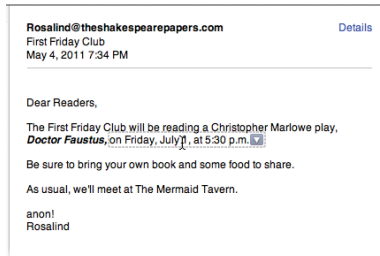 Rosalind@theshakespearepapers.com Details
First Friday Club
May 4, 2011 7:34 PM
Dear Readers,
The First Friday Club will be reading a Christopher Marlowe play,
Doctor Faustus, on Friday, July 1, at 5:30 p.m.
Be sure to bring your own book and some food to share.
As usual, we'll meet at The Mermaid Tavern.
anon!
Rosalind